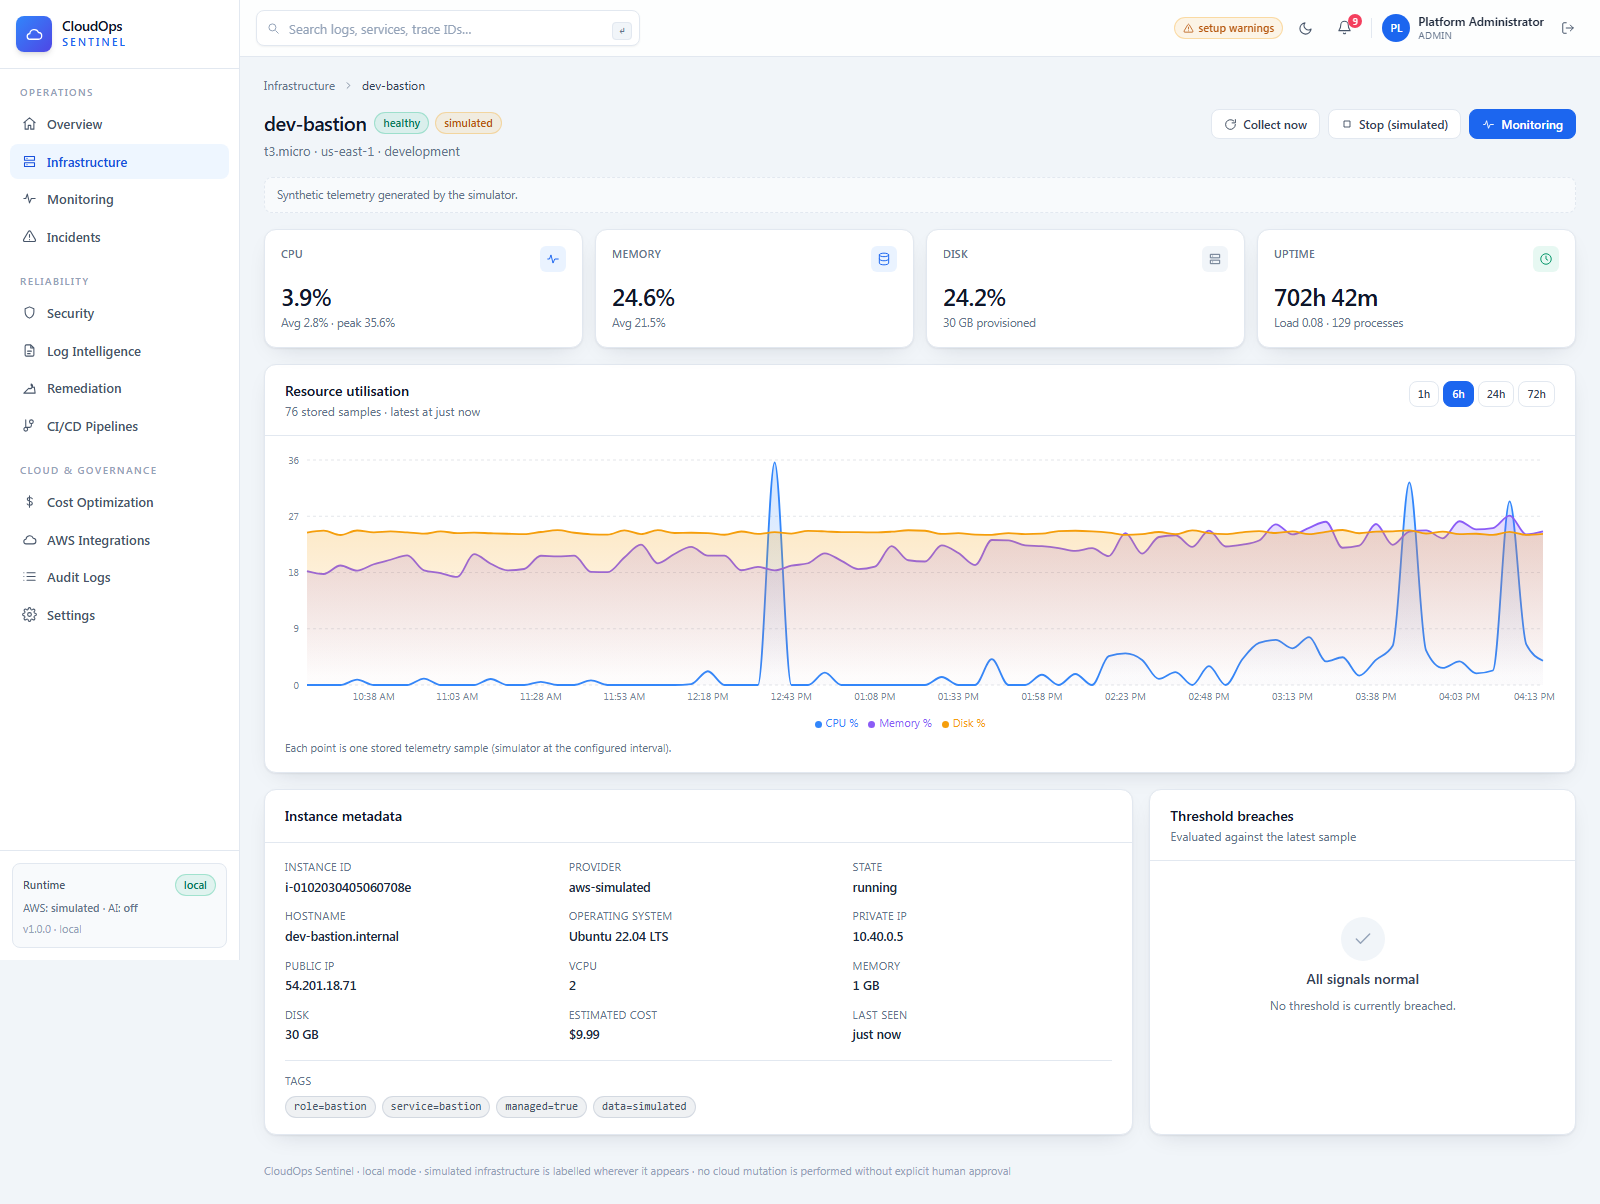 CloudOps
SENTINEL
Search logs, services, trace IDs...
setup warnings
9
PL
Platform Administrator
ADMIN
OPERATIONS
Overview
Infrastructure
Monitoring
Incidents
RELIABILITY
Security
Log Intelligence
Remediation
CI/CD Pipelines
CLOUD & GOVERNANCE
Cost Optimization
AWS Integrations
Audit Logs
Settings
Runtime
local
AWS: simulated · AI: off
v1.0.0 · local
Infrastructure > dev-bastion
dev-bastion
healthy
simulated
t3.micro · us-east-1 · development
Collect now
Stop (simulated)
Monitoring
Synthetic telemetry generated by the simulator.
CPU
3.9%
Avg 2.8% · peak 35.6%
MEMORY
24.6%
Avg 21.5%
DISK
24.2%
30 GB provisioned
UPTIME
702h 42m
Load 0.08 · 129 processes
Resource utilisation
76 stored samples · latest at just now
1h 6h 24h 72h
36
27
18
9
0
10:38 AM 11:03 AM 11:28 AM 11:53 AM 12:18 PM 12:43 PM 01:08 PM 01:33 PM 01:58 PM 02:23 PM 02:48 PM 03:13 PM 03:38 PM 04:03 PM 04:13 PM
CPU % Memory % Disk %
Each point is one stored telemetry sample (simulator at the configured interval).
Instance metadata
INSTANCE ID
i-0102030405060708e
PROVIDER
aws-simulated
STATE
running
HOSTNAME
dev-bastion.internal
OPERATING SYSTEM
Ubuntu 22.04 LTS
PRIVATE IP
10.40.0.5
PUBLIC IP
54.201.18.71
VCPU
2
MEMORY
1 GB
DISK
30 GB
ESTIMATED COST
$9.99
LAST SEEN
just now
TAGS
role=bastion
service=bastion
managed=true
data=simulated
Threshold breaches
Evaluated against the latest sample
All signals normal
No threshold is currently breached.
CloudOps Sentinel · local mode · simulated infrastructure is labelled wherever it appears · no cloud mutation is performed without explicit human approval